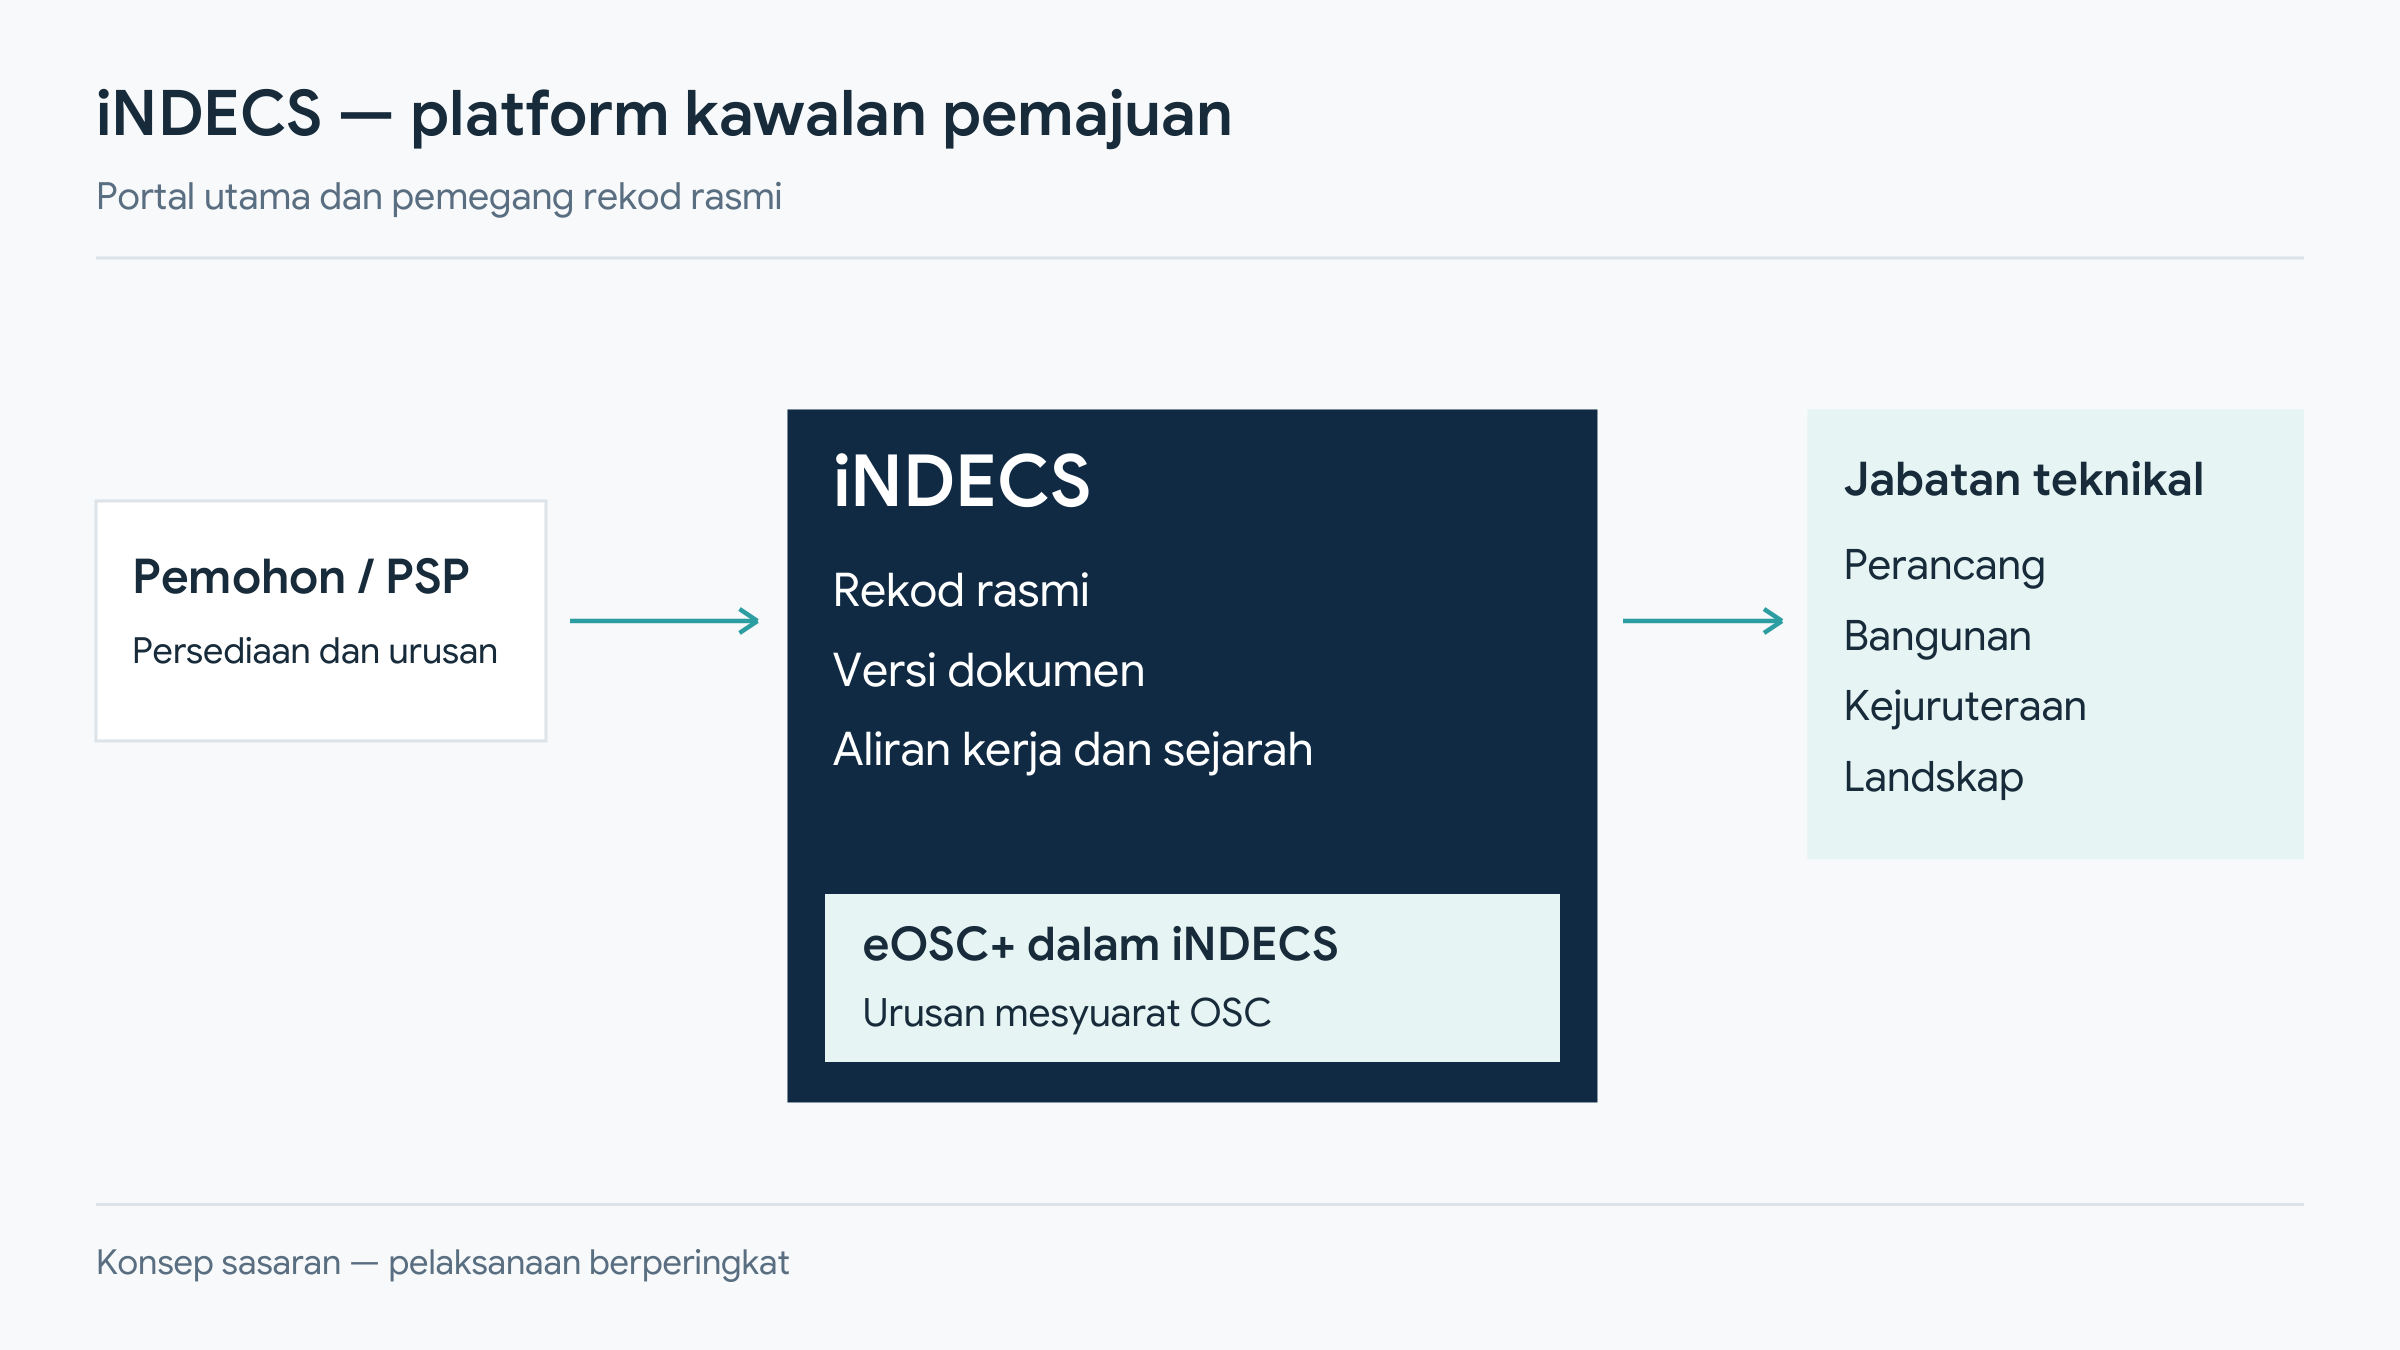 iNDECS — platform kawalan pemajuan
Portal utama dan pemegang rekod rasmi
Pemohon / PSP
Persediaan dan urusan
iNDECS
Rekod rasmi
Versi dokumen
Aliran kerja dan sejarah
eOSC+ dalam iNDECS
Urusan mesyuarat OSC
Jabatan teknikal
Perancang
Bangunan
Kejuruteraan
Landskap
Konsep sasaran — pelaksanaan berperingkat